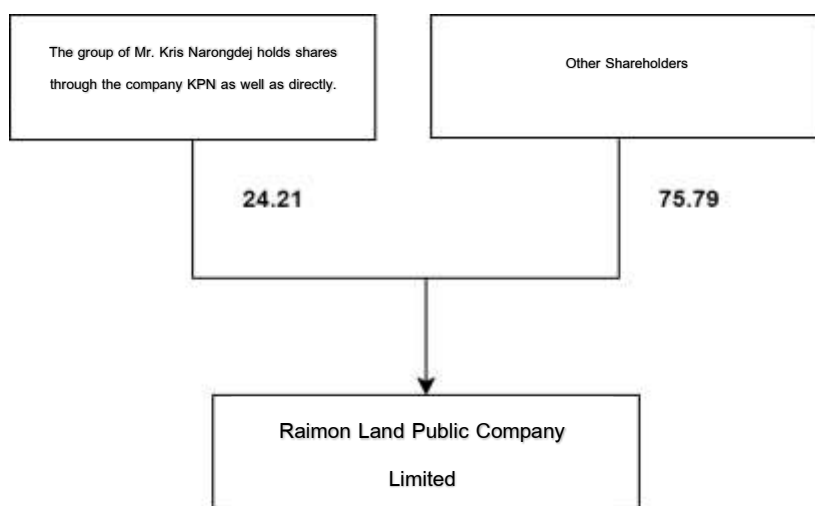 The group of Mr. Kris Narongdej holds shares
through the company KPN as well as directly.
Other Shareholders
24.21
75.79
Raimon Land Public Company
Limited